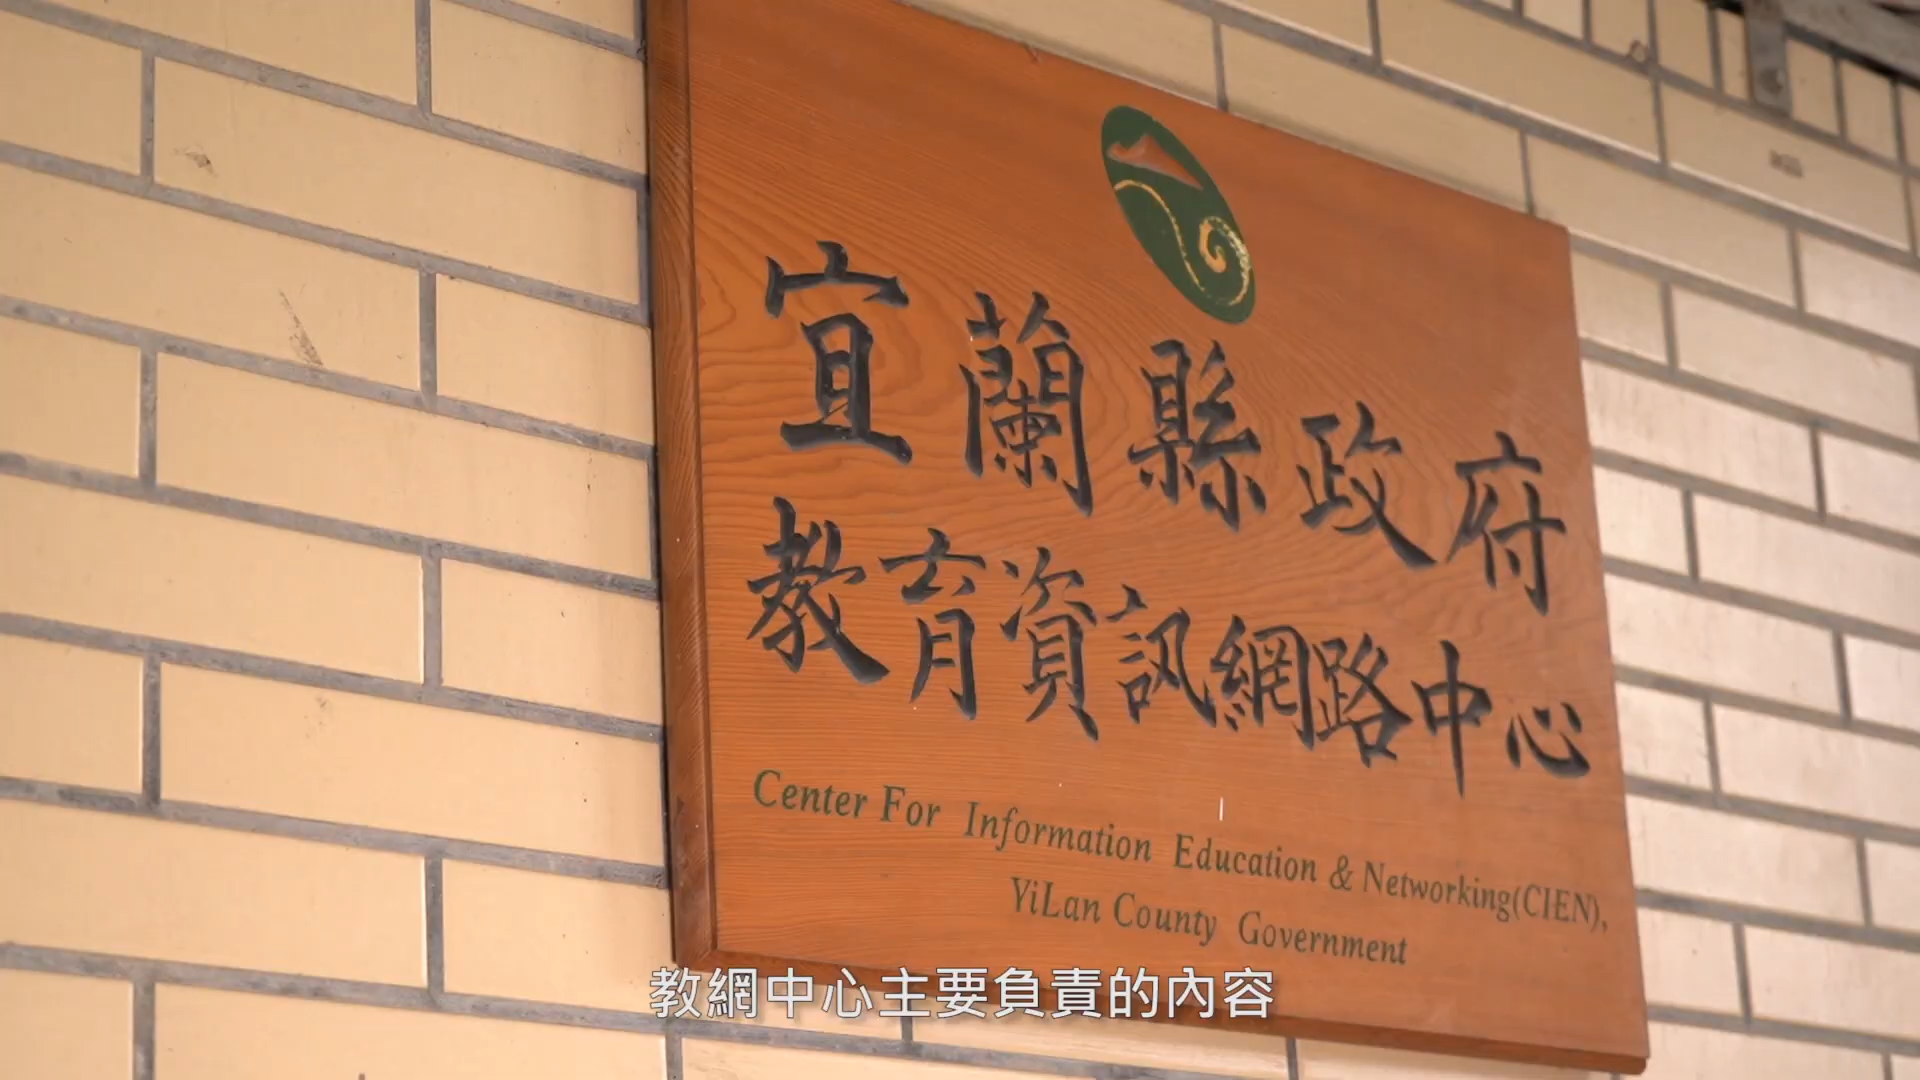 宜蘭縣政府
教育資訊網路中心
Center For Information Education & Networking(CIEN),
YiLan County Government
教網中心主要負責的內容